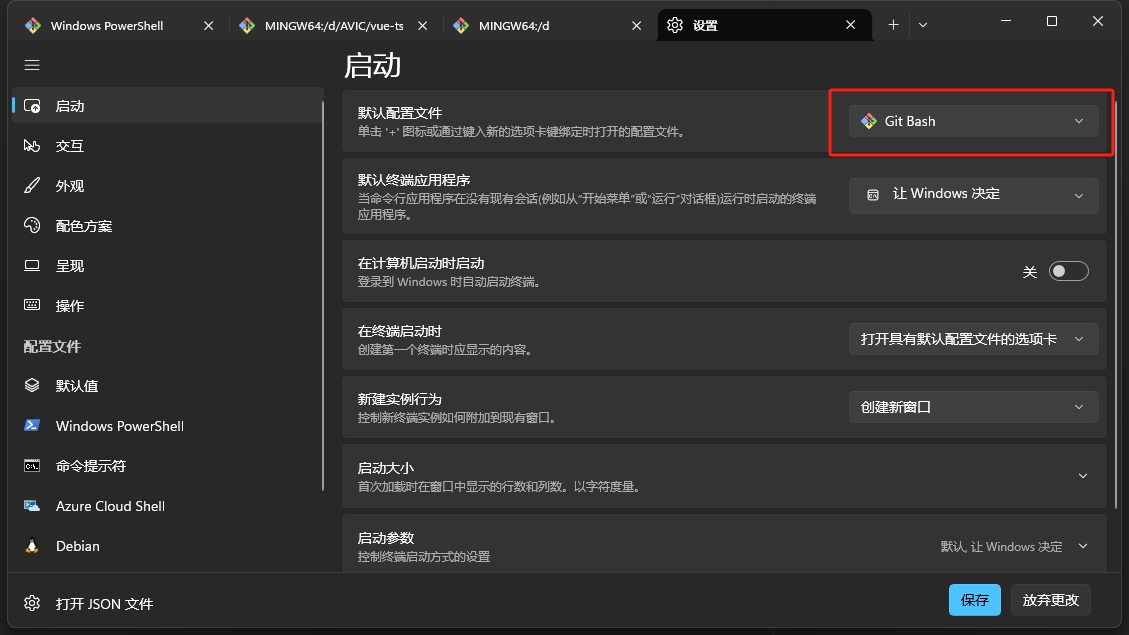 Windows PowerShell
MINGW64:/d/AVIC/vue-ts
MINGW64:/d
设置
启动
交互
外观
配色方案
呈现
操作
配置文件
默认值
Windows PowerShell
命令提示符
Azure Cloud Shell
Debian
打开 JSON 文件
启动
默认配置文件
单击 '+' 图标或通过键入新的选项卡键绑定时打开的配置文件。
Git Bash
默认终端应用程序
当命令行应用程序在没有现有会话(例如从"开始菜单"或"运行"对话框)运行时启动的终端
应用程序。
让 Windows 决定
在计算机启动时启动
登录到 Windows 时自动启动终端。
关
在终端启动时
创建第一个终端时应显示的内容。
打开具有默认配置文件的选项卡
新建实例行为
控制新终端实例如何附加到现有窗口。
创建新窗口
启动大小
首次加载时在窗口中显示的行数和列数。以字符度量。
启动参数
控制终端启动方式的设置
默认, 让 Windows 决定
保存
放弃更改